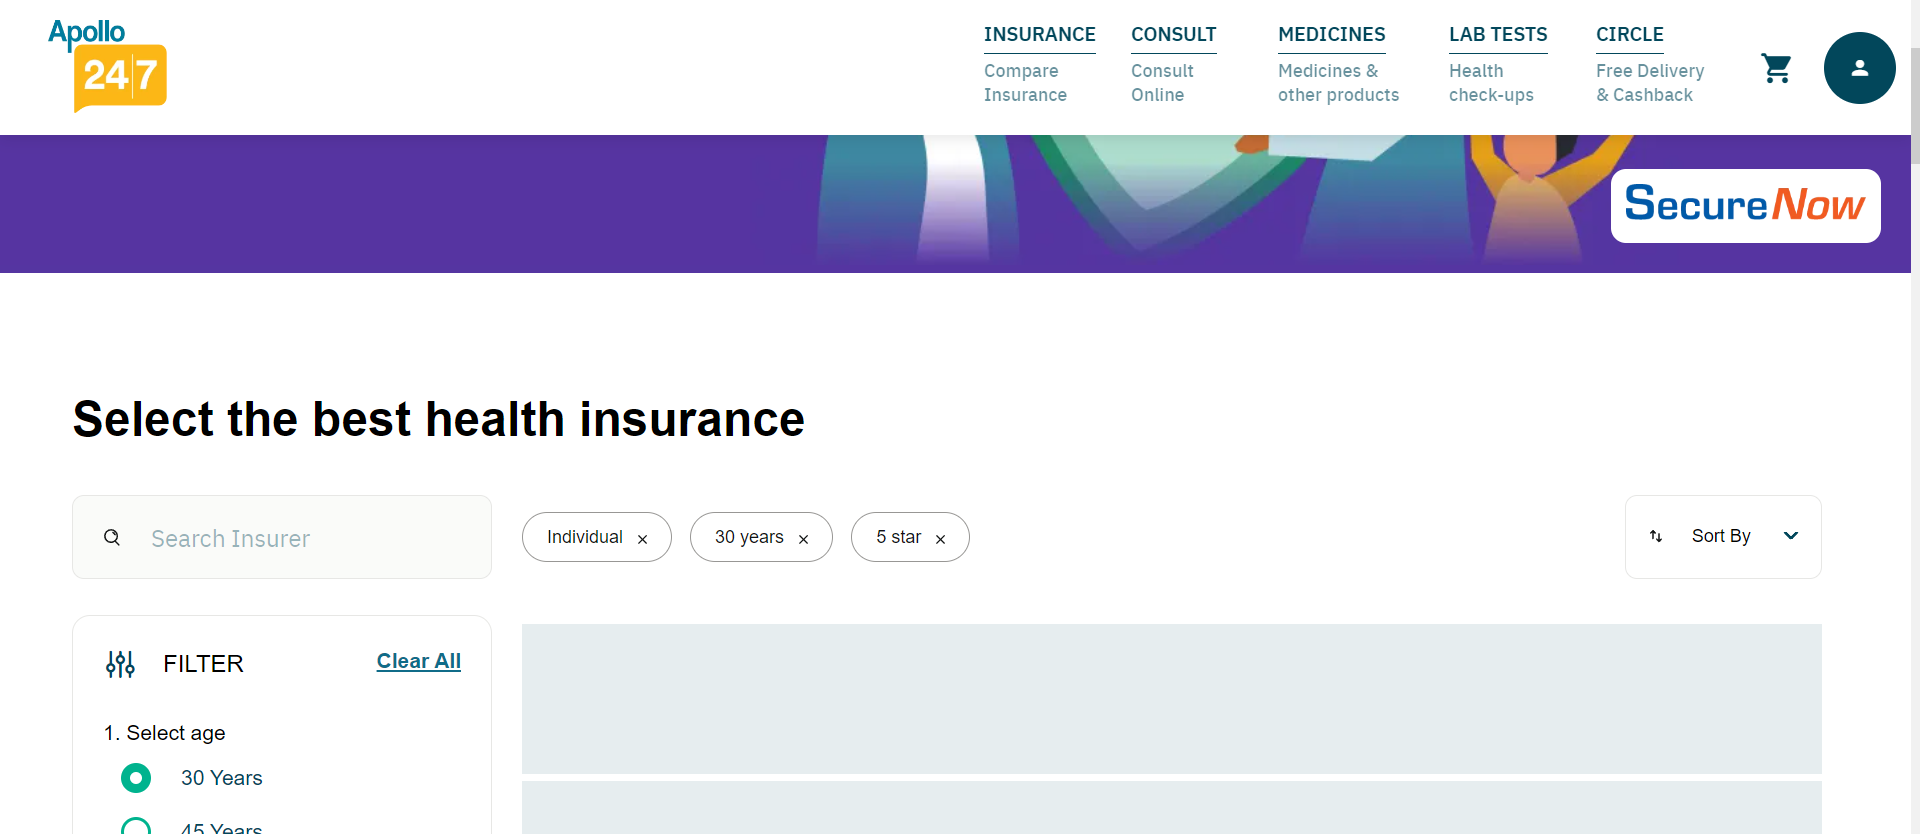 Apollo
24|7
INSURANCE
Compare
Insurance
CONSULT
Consult
Online
MEDICINES
Medicines &
other products
LAB TESTS
Health
check-ups
CIRCLE
Free Delivery
& Cashback
SecureNow
Select the best health insurance
Search Insurer
Individual ×
30 years ×
5 star ×
Sort By
FILTER
Clear All
1. Select age
30 Years
45 Years